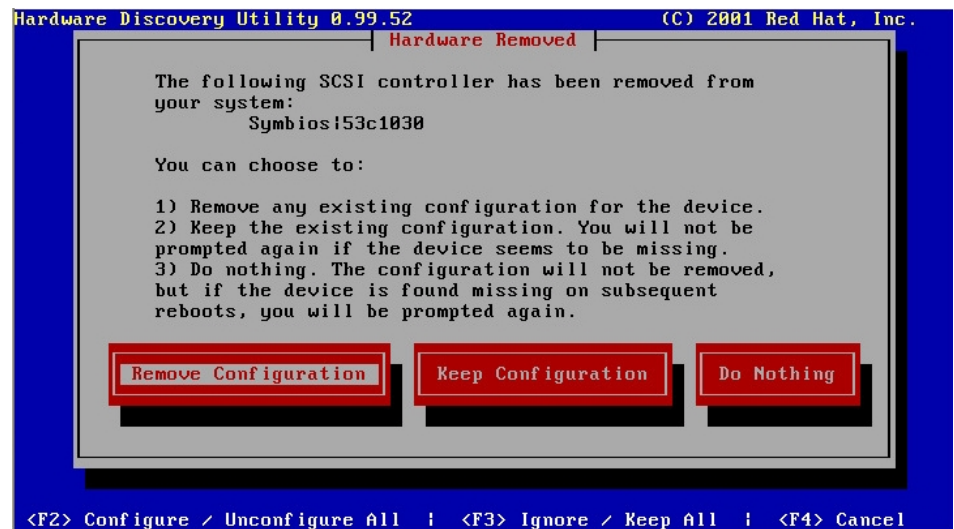 Hardware Discovery Utility 0.99.52 (C) 2001 Red Hat, Inc.
Hardware Removed
The following SCSI controller has been removed from
your system:
Symbios|53c1030
You can choose to:
1) Remove any existing configuration for the device.
2) Keep the existing configuration. You will not be
prompted again if the device seems to be missing.
3) Do nothing. The configuration will not be removed,
but if the device is found missing on subsequent
reboots, you will be prompted again.
Remove Configuration Keep Configuration Do Nothing
<F2> Configure / Unconfigure All | <F3> Ignore / Keep All | <F4> Cancel